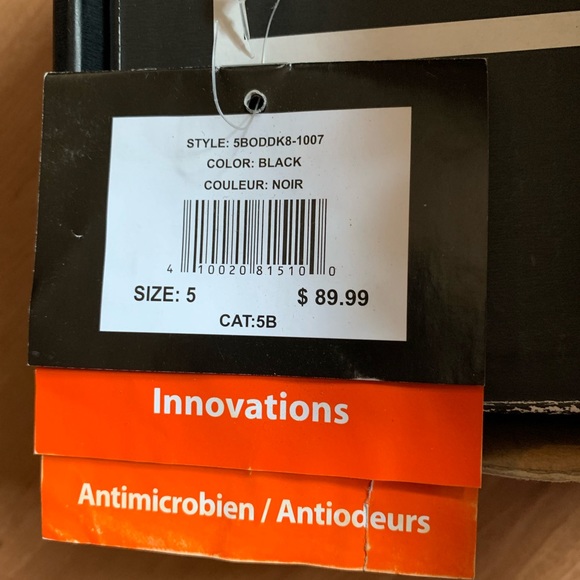 STYLE: 5BODDK8-1007
COLOR: BLACK
COULEUR: NOIR
4 10020 81510 0
SIZE: 5 $ 89.99
CAT:5B
Innovations
Antimicrobien / Antiodeurs